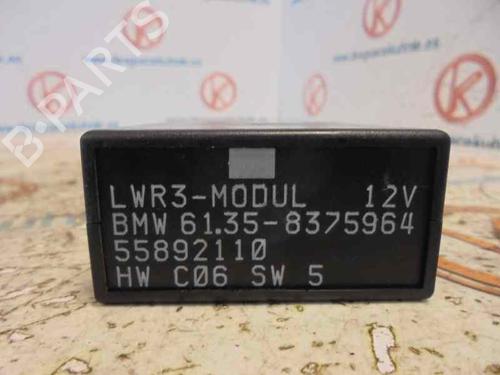 B-PARTS
LWR3-MODUL 12V
BMW 61.35-8375964
55892110
HW C06 SW 5